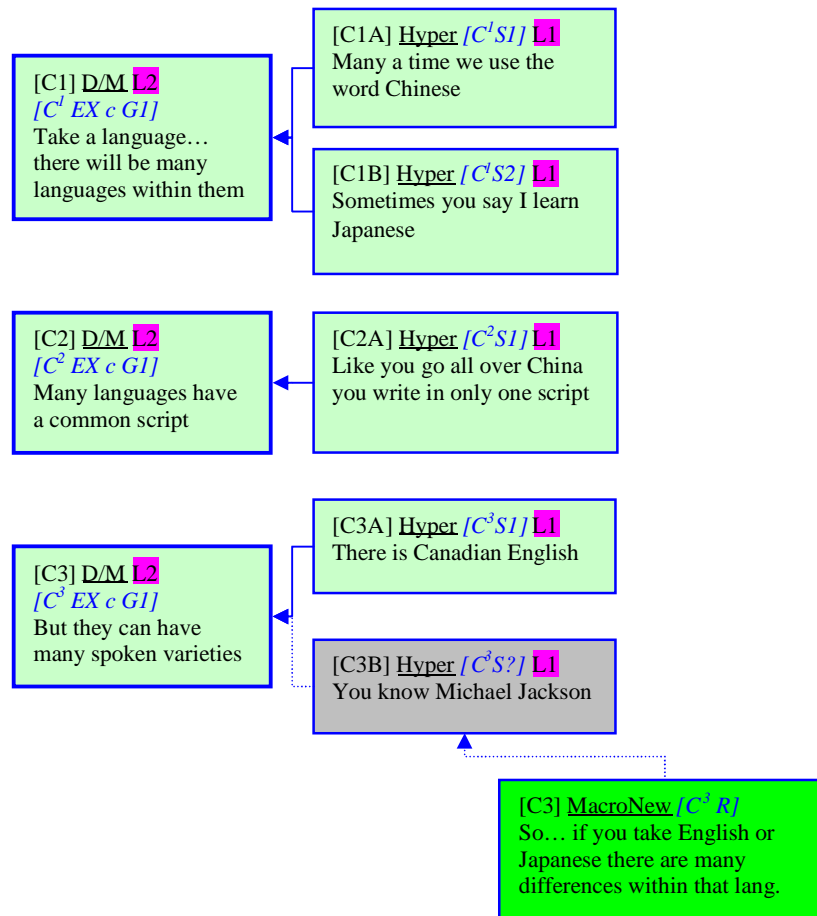 [C1] D/M L2
[C¹ EX c G1]
Take a language…
there will be many
languages within them
[C1A] Hyper [C¹S1] L1
Many a time we use the
word Chinese
[C1B] Hyper [C¹S2] L1
Sometimes you say I learn
Japanese
[C2] D/M L2
[C² EX c G1]
Many languages have
a common script
[C2A] Hyper [C²S1] L1
Like you go all over China
you write in only one script
[C3] D/M L2
[C³ EX c G1]
But they can have
many spoken varieties
[C3A] Hyper [C³S1] L1
There is Canadian English
[C3B] Hyper [C³S?] L1
You know Michael Jackson
[C3] MacroNew [C³ R]
So… if you take English or
Japanese there are many
differences within that lang.